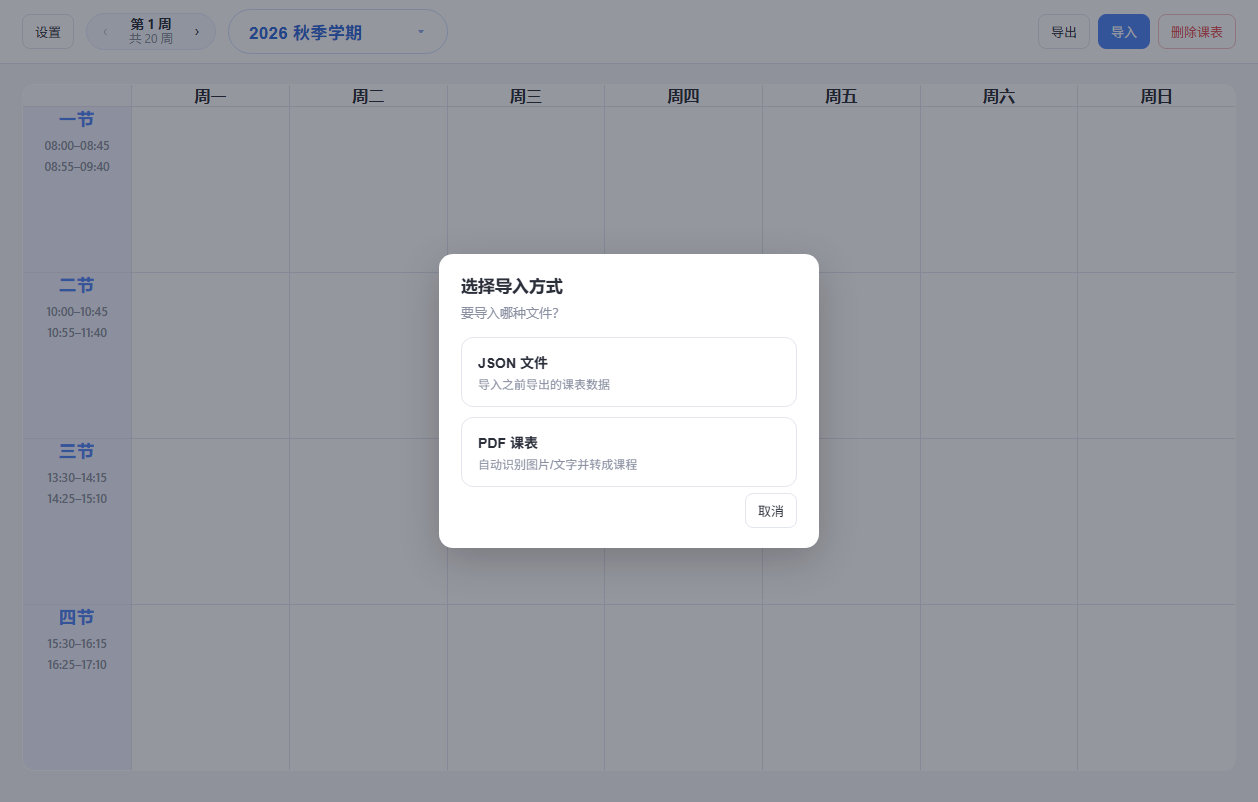 设置
‹
第 1 周
共 20 周
›
2026 秋季学期
导出
导入
删除课表
周一
周二
周三
周四
周五
周六
周日
一节
08:00–08:45
08:55–09:40
二节
10:00–10:45
10:55–11:40
三节
13:30–14:15
14:25–15:10
四节
15:30–16:15
16:25–17:10
选择导入方式
要导入哪种文件?
JSON 文件
导入之前导出的课表数据
PDF 课表
自动识别图片/文字并转成课程
取消